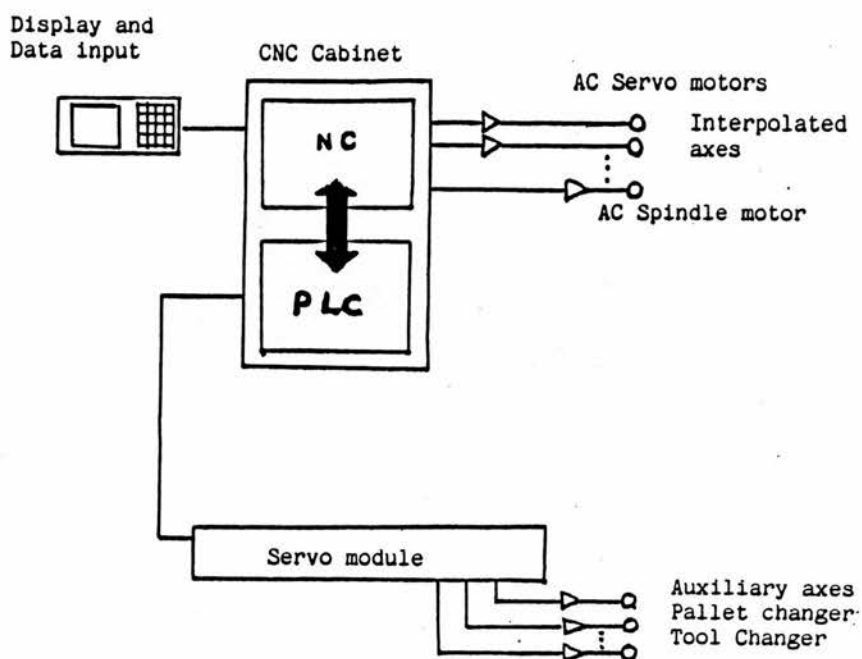 Display and
Data input
CNC Cabinet
NC
PLC
AC Servo motors
Interpolated
axes
AC Spindle motor
Servo module
Auxiliary axes
Pallet changer
Tool Changer